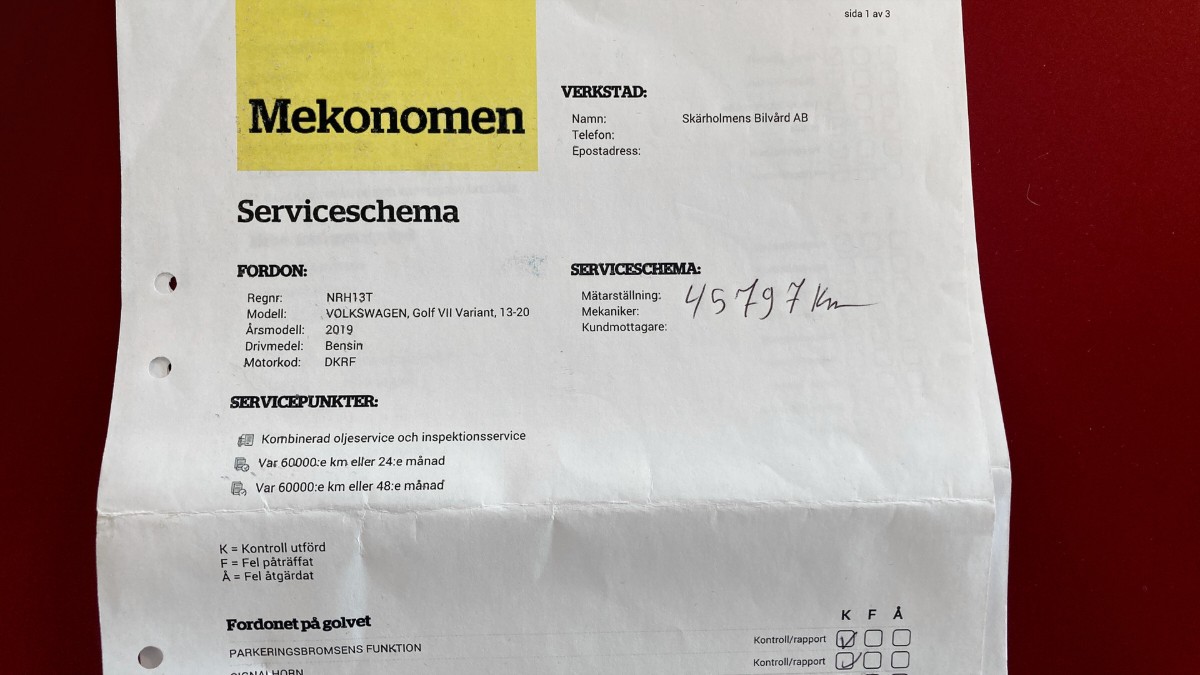 sida 1 av 3
Mekonomen
VERKSTAD:
Namn: Skärholmens Bilvård AB
Telefon:
Epostadress:
Serviceschema
FORDON:
Regnr: NRH13T
Modell: VOLKSWAGEN, Golf VII Variant, 13-20
Årsmodell: 2019
Drivmedel: Bensin
Motorkod: DKRF
SERVICESCHEMA:
Mätarställning: 45797 Km
Mekaniker:
Kundmottagare:
SERVICEPUNKTER:
Kombinerad oljeservice och inspektionsservice
Var 60000:e km eller 24:e månad
Var 60000:e km eller 48:e månad
K = Kontroll utförd
F = Fel påträffat
Å = Fel åtgärdat
K F Å
Fordonet på golvet
PARKERINGSBROMSENS FUNKTION Kontroll/rapport
SIGNALHORN Kontroll/rapport